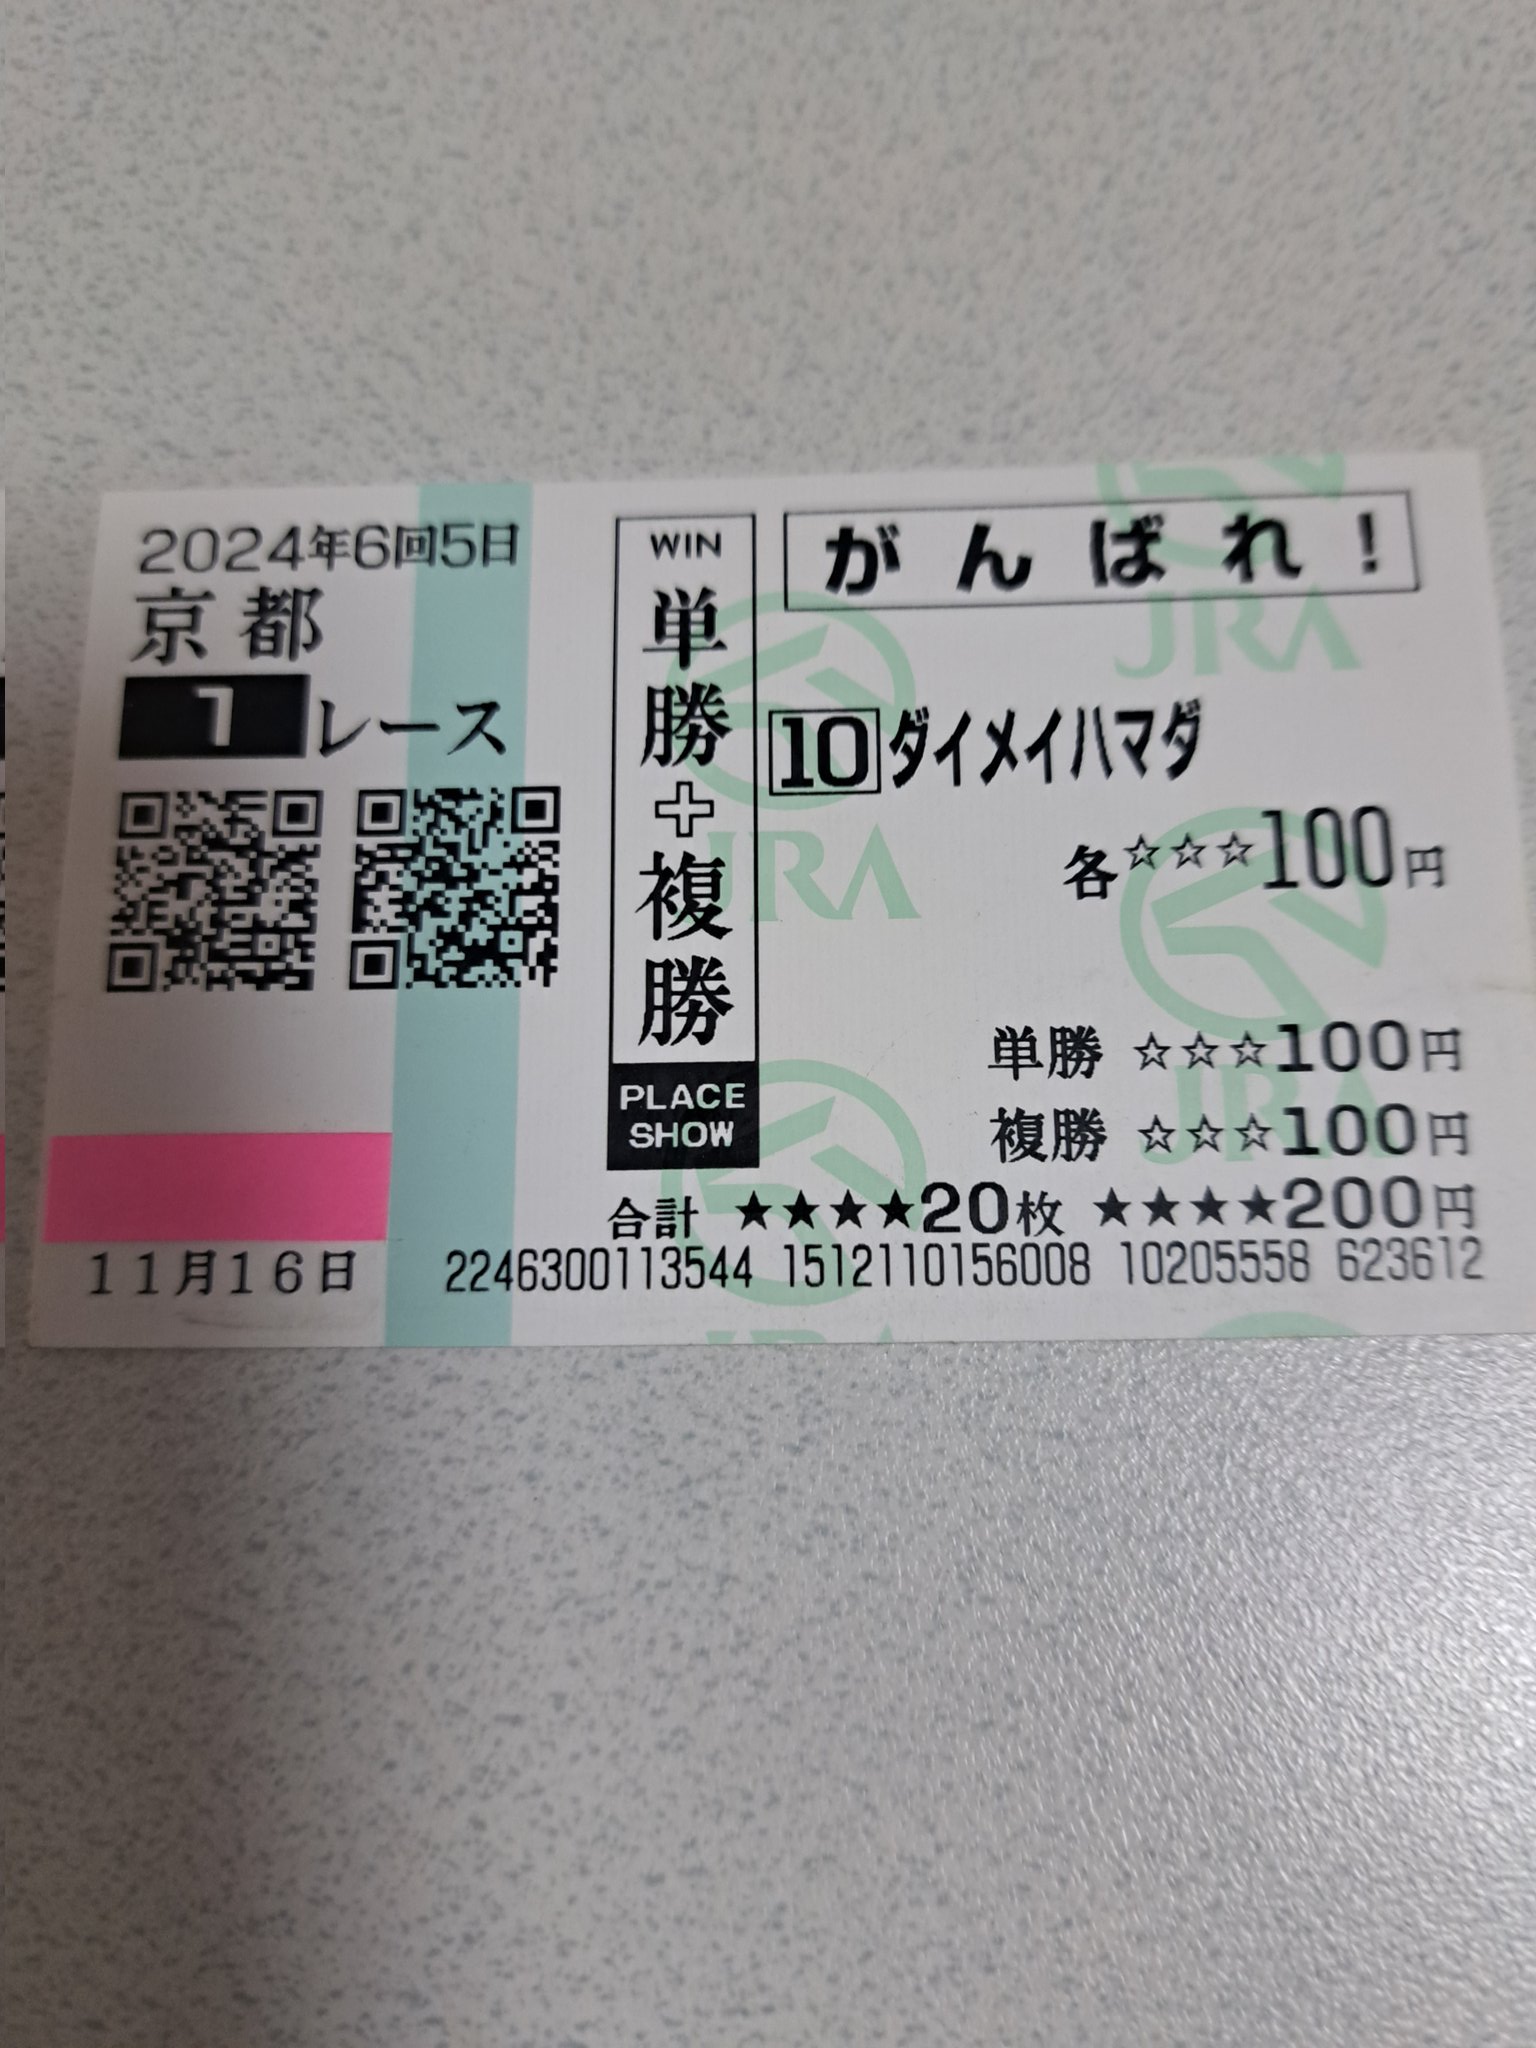 2024年6回5日
京都
1レース
WIN
単勝+複勝
PLACE
SHOW
がんばれ!
10 ダイメイハマダ
各☆☆☆100円
単勝 ☆☆☆100円
複勝 ☆☆☆100円
合計 ★★★★20枚 ★★★★200円
11月16日 2246300113544 1512110156008 10205558 623612
JRA
JRA
JRA
JRA